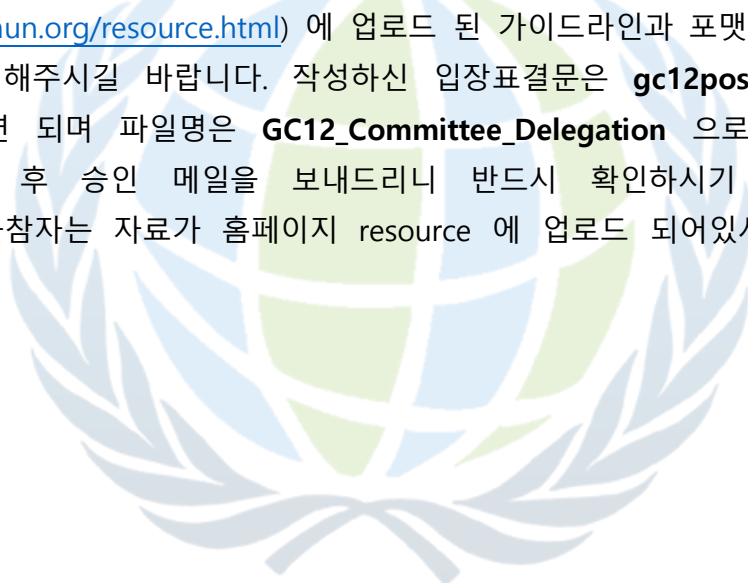 nun.org/resource.html) 에 업로드 된 가이드라인과 포맷
해주시길 바랍니다. 작성하신 입장표결문은 gc12pos
되며 파일명은 GC12_Committee_Delegation 으로
후 승인 메일을 보내드리니 반드시 확인하시기
참자는 자료가 홈페이지 resource 에 업로드 되어있